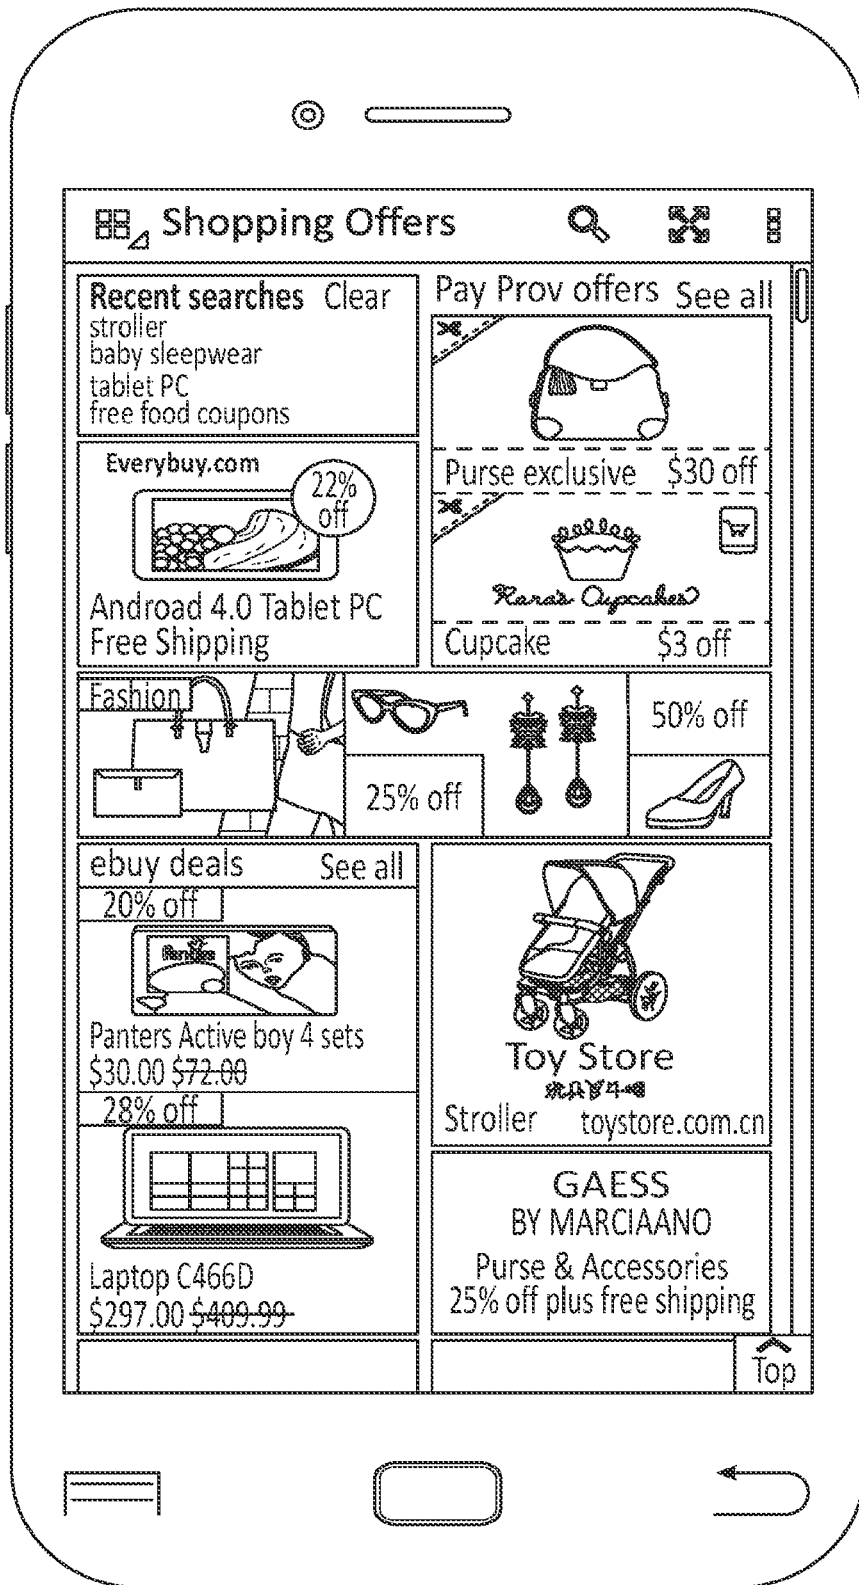 Shopping Offers
Recent searches Clear
stroller
baby sleepwear
tablet PC
free food coupons
Everybuy.com
22%
off
Androad 4.0 Tablet PC
Free Shipping
Pay Prov offers See all
Purse exclusive $30 off
Kara's Cupcakes
Cupcake $3 off
Fashion
25% off
50% off
ebuy deals See all
20% off
Panters Active boy 4 sets
$30.00 $72.00
28% off
Laptop C466D
$297.00 $409.99
Toy Store
Stroller toystore.com.cn
GAESS
BY MARCIAANO
Purse & Accessories
25% off plus free shipping
Top